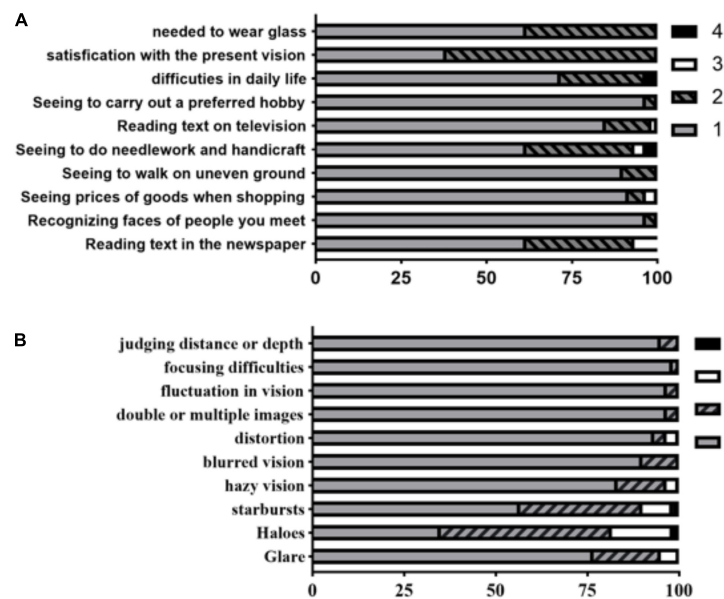 A
needed to wear glass
satisfication with the present vision
difficuties in daily life
Seeing to carry out a preferred hobby
Reading text on television
Seeing to do needlework and handicraft
Seeing to walk on uneven ground
Seeing prices of goods when shopping
Recognizing faces of people you meet
Reading text in the newspaper
0 25 50 75 100
4
3
2
1
B
judging distance or depth
focusing difficulties
fluctuation in vision
double or multiple images
distortion
blurred vision
hazy vision
starbursts
Haloes
Glare
0 25 50 75 100